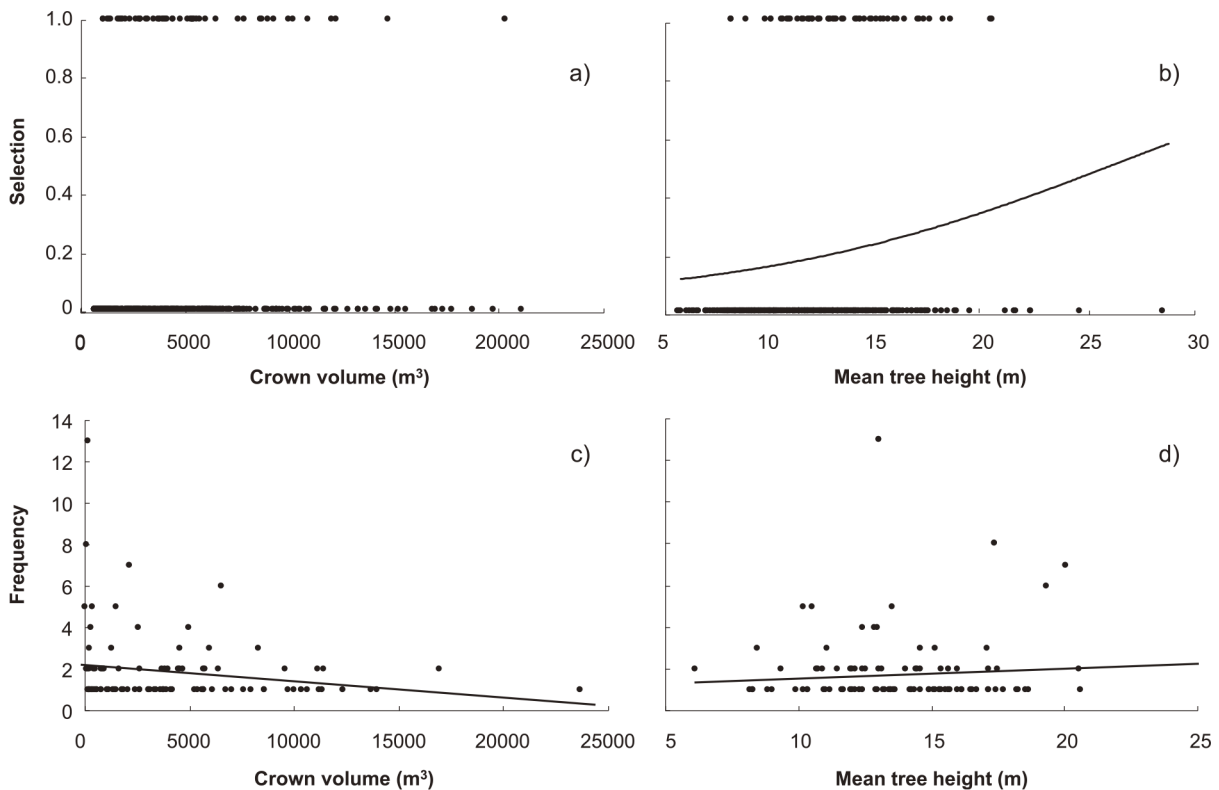 1.0
0.8
0.6
0.4
0.2
0
Selection
a)
0 5000 10000 15000 20000 25000
Crown volume (m³)
b)
5 10 15 20 25 30
Mean tree height (m)
14
12
10
8
6
4
2
0
Frequency
c)
0 5000 10000 15000 20000 25000
Crown volume (m³)
d)
5 10 15 20 25
Mean tree height (m)